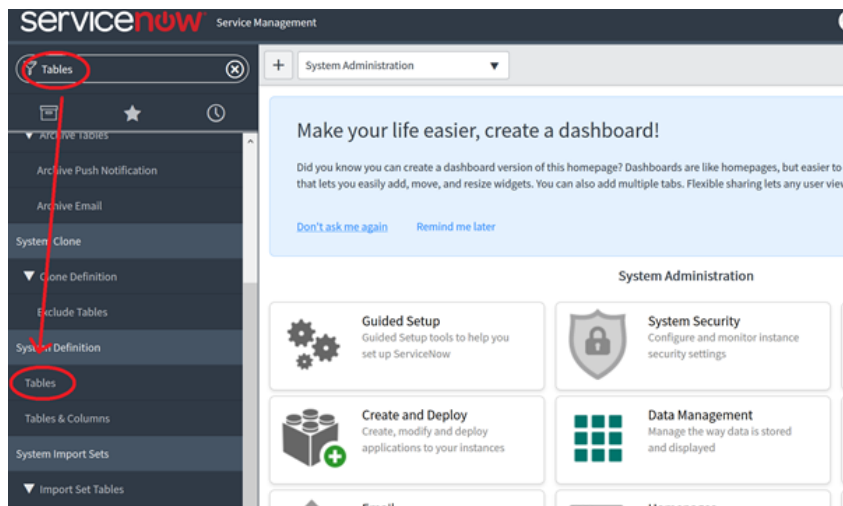 servicenow Service Management
Tables
+ System Administration
Archive Tables
Archive Push Notification
Archive Email
System Clone
Clone Definition
Exclude Tables
System Definition
Tables
Tables & Columns
System Import Sets
Import Set Tables
Make your life easier, create a dashboard!
Did you know you can create a dashboard version of this homepage? Dashboards are like homepages, but easier to
that lets you easily add, move, and resize widgets. You can also add multiple tabs. Flexible sharing lets any user view
Don't ask me again Remind me later
System Administration
Guided Setup
Guided Setup tools to help you
set up ServiceNow
System Security
Configure and monitor instance
security settings
Create and Deploy
Create, modify and deploy
applications to your instances
Data Management
Manage the way data is stored
and displayed